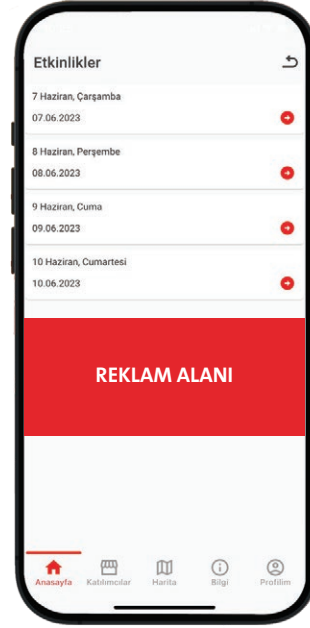 Etkinlikler
7 Haziran, Çarşamba
07.06.2023
8 Haziran, Perşembe
08.06.2023
9 Haziran, Cuma
09.06.2023
10 Haziran, Cumartesi
10.06.2023
REKLAM ALANI
Anasayfa Katılımcılar Harita Bilgi Profilim